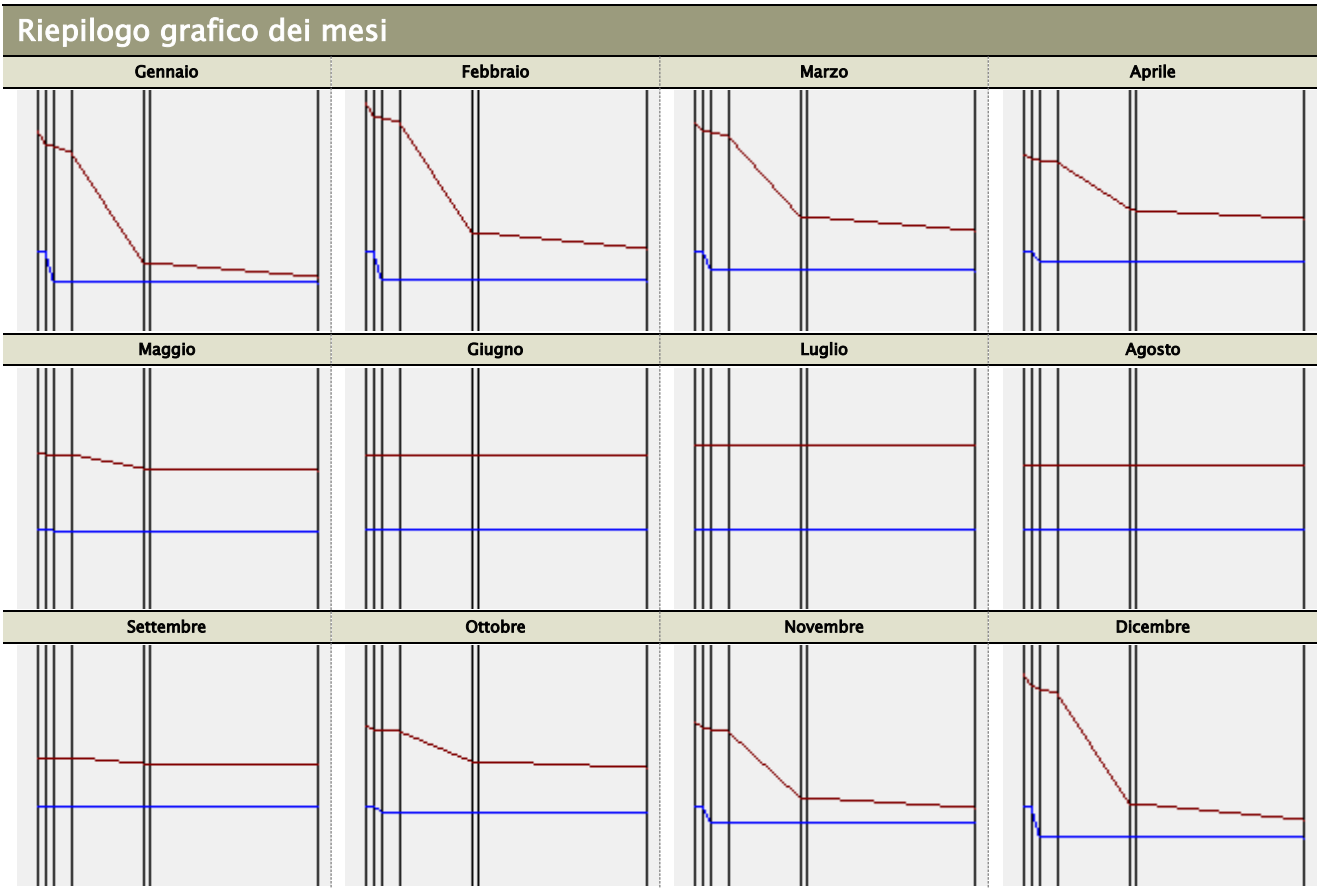 Riepilogo grafico dei mesi
Gennaio Febbraio Marzo Aprile
Maggio Giugno Luglio Agosto
Settembre Ottobre Novembre Dicembre